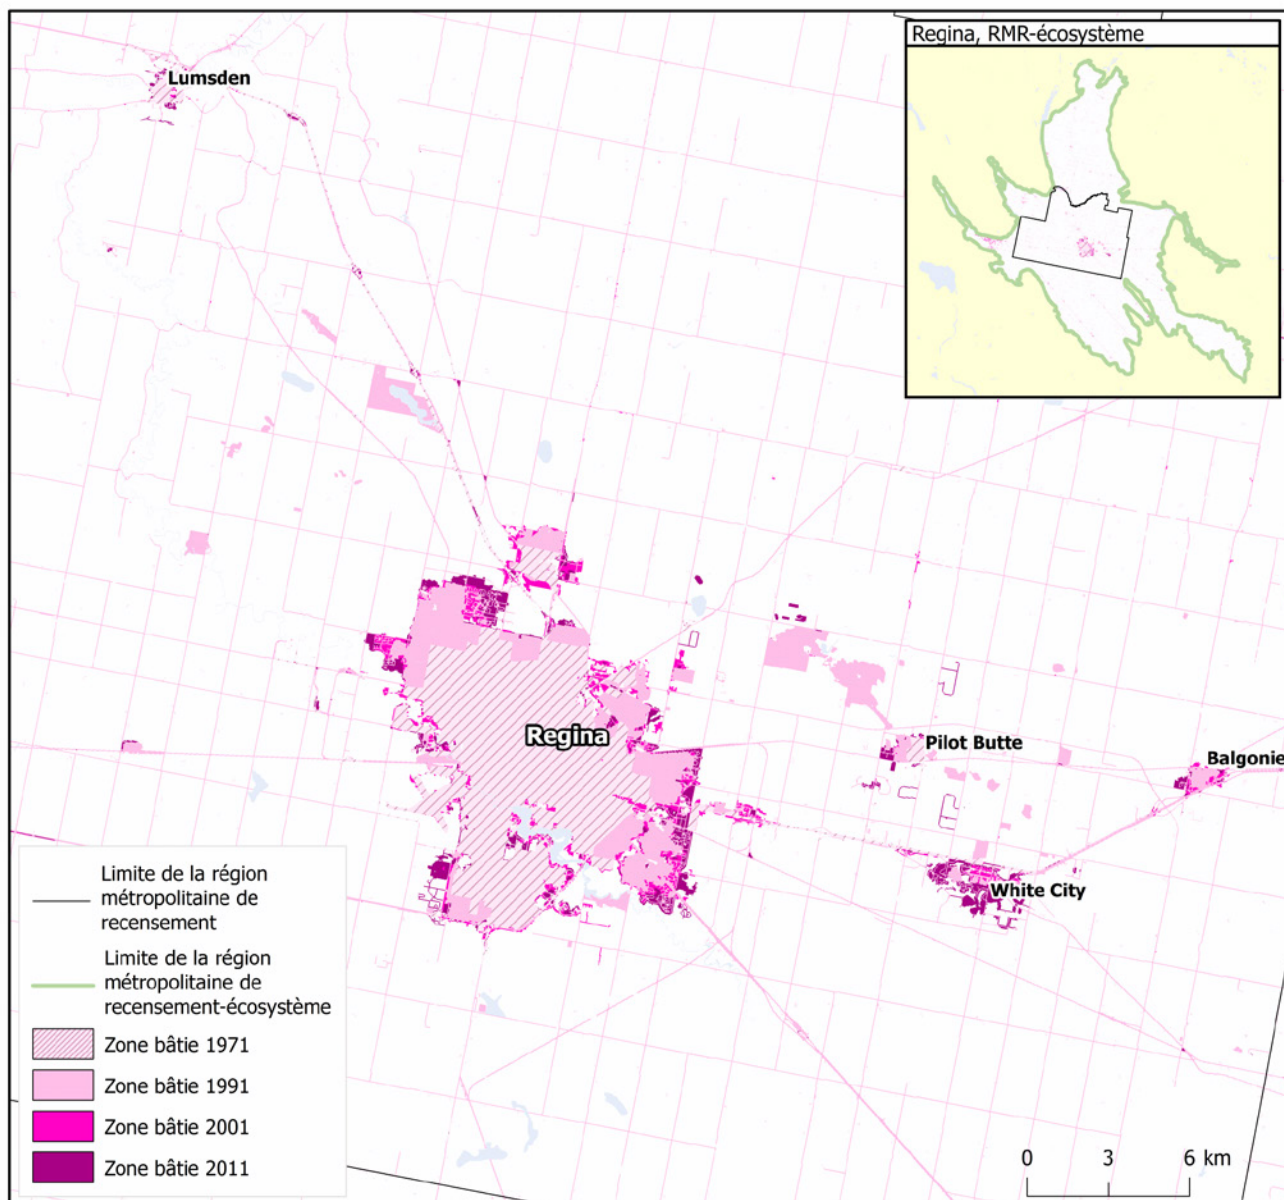 Regina, RMR-écosystème
Lumsden
Regina
Pilot Butte
Balgonie
White City
Limite de la région
métropolitaine de
recensement
Limite de la région
métropolitaine de
recensement-écosystème
Zone bâtie 1971
Zone bâtie 1991
Zone bâtie 2001
Zone bâtie 2011
0 3 6 km